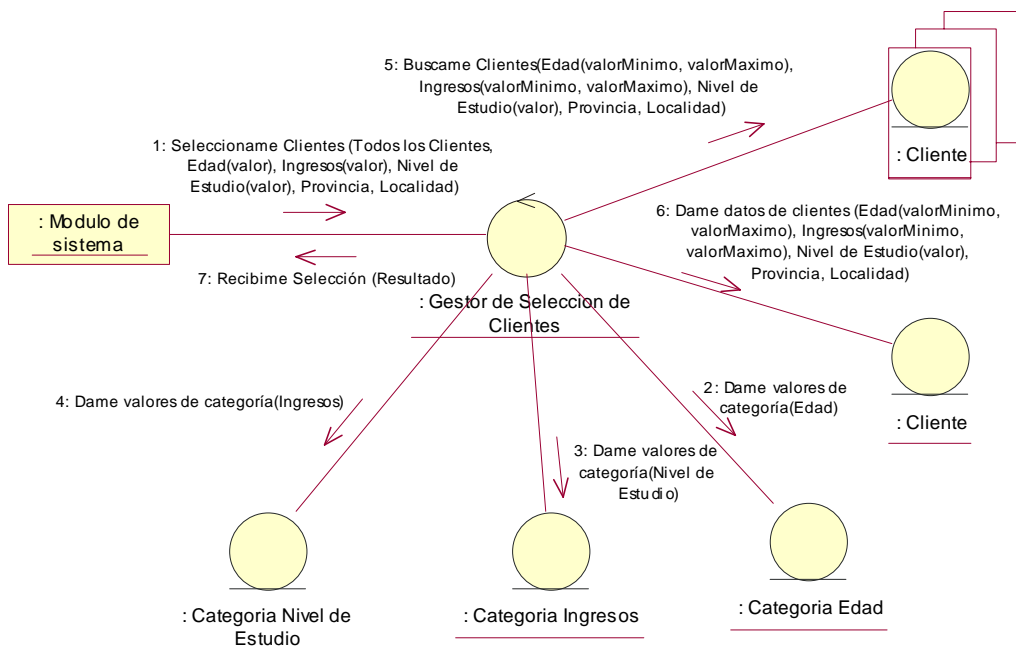 5: Buscame Clientes(Edad(valorMinimo, valorMaximo),
Ingresos(valorMinimo, valorMaximo), Nivel de
Estudio(valor), Provincia, Localidad)
: Cliente
1: Seleccioname Clientes (Todos los Clientes,
Edad(valor), Ingresos(valor), Nivel de
Estudio(valor), Provincia, Localidad)
: Modulo de
sistema
6: Dame datos de clientes (Edad(valorMinimo,
valorMaximo), Ingresos(valorMinimo,
valorMaximo), Nivel de Estudio(valor),
Provincia, Localidad)
7: Recibime Selección (Resultado)
: Gestor de Seleccion de
Clientes
: Cliente
4: Dame valores de categoría(Ingresos)
2: Dame valores de
categoría(Edad)
3: Dame valores de
categoría(Nivel de
Estudio)
: Categoria Nivel de
Estudio
: Categoria Ingresos
: Categoria Edad